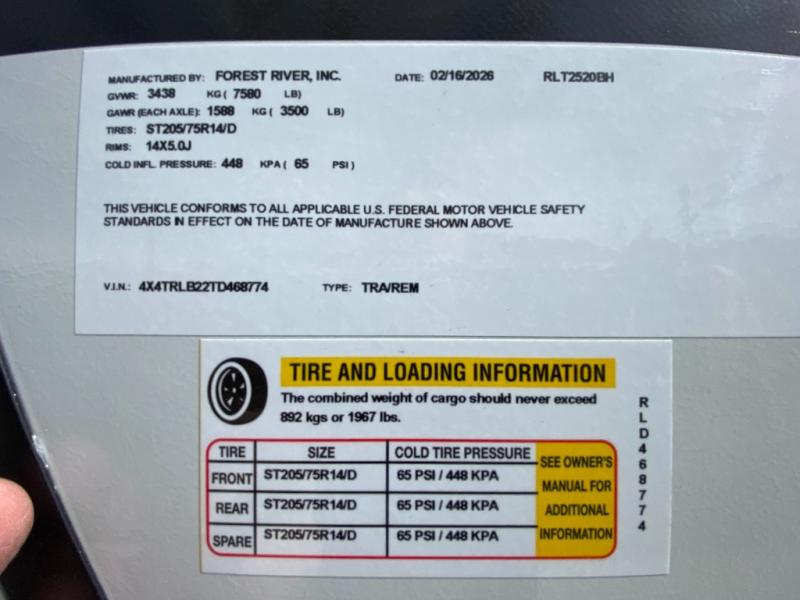 MANUFACTURED BY: FOREST RIVER, INC. DATE: 02/16/2026 RLT2520BH
GVWR: 3438 KG ( 7580 LB)
GAWR (EACH AXLE): 1588 KG ( 3500 LB)
TIRES: ST205/75R14/D
RIMS: 14X5.0J
COLD INFL. PRESSURE: 448 KPA ( 65 PSI )
THIS VEHICLE CONFORMS TO ALL APPLICABLE U.S. FEDERAL MOTOR VEHICLE SAFETY
STANDARDS IN EFFECT ON THE DATE OF MANUFACTURE SHOWN ABOVE.
V.I.N.: 4X4TRLB22TD468774 TYPE: TRA/REM
TIRE AND LOADING INFORMATION
The combined weight of cargo should never exceed
892 kgs or 1967 lbs.
TIRE SIZE COLD TIRE PRESSURE
FRONT ST205/75R14/D 65 PSI / 448 KPA
REAR ST205/75R14/D 65 PSI / 448 KPA
SPARE ST205/75R14/D 65 PSI / 448 KPA
SEE OWNER'S
MANUAL FOR
ADDITIONAL
INFORMATION
RLD468774